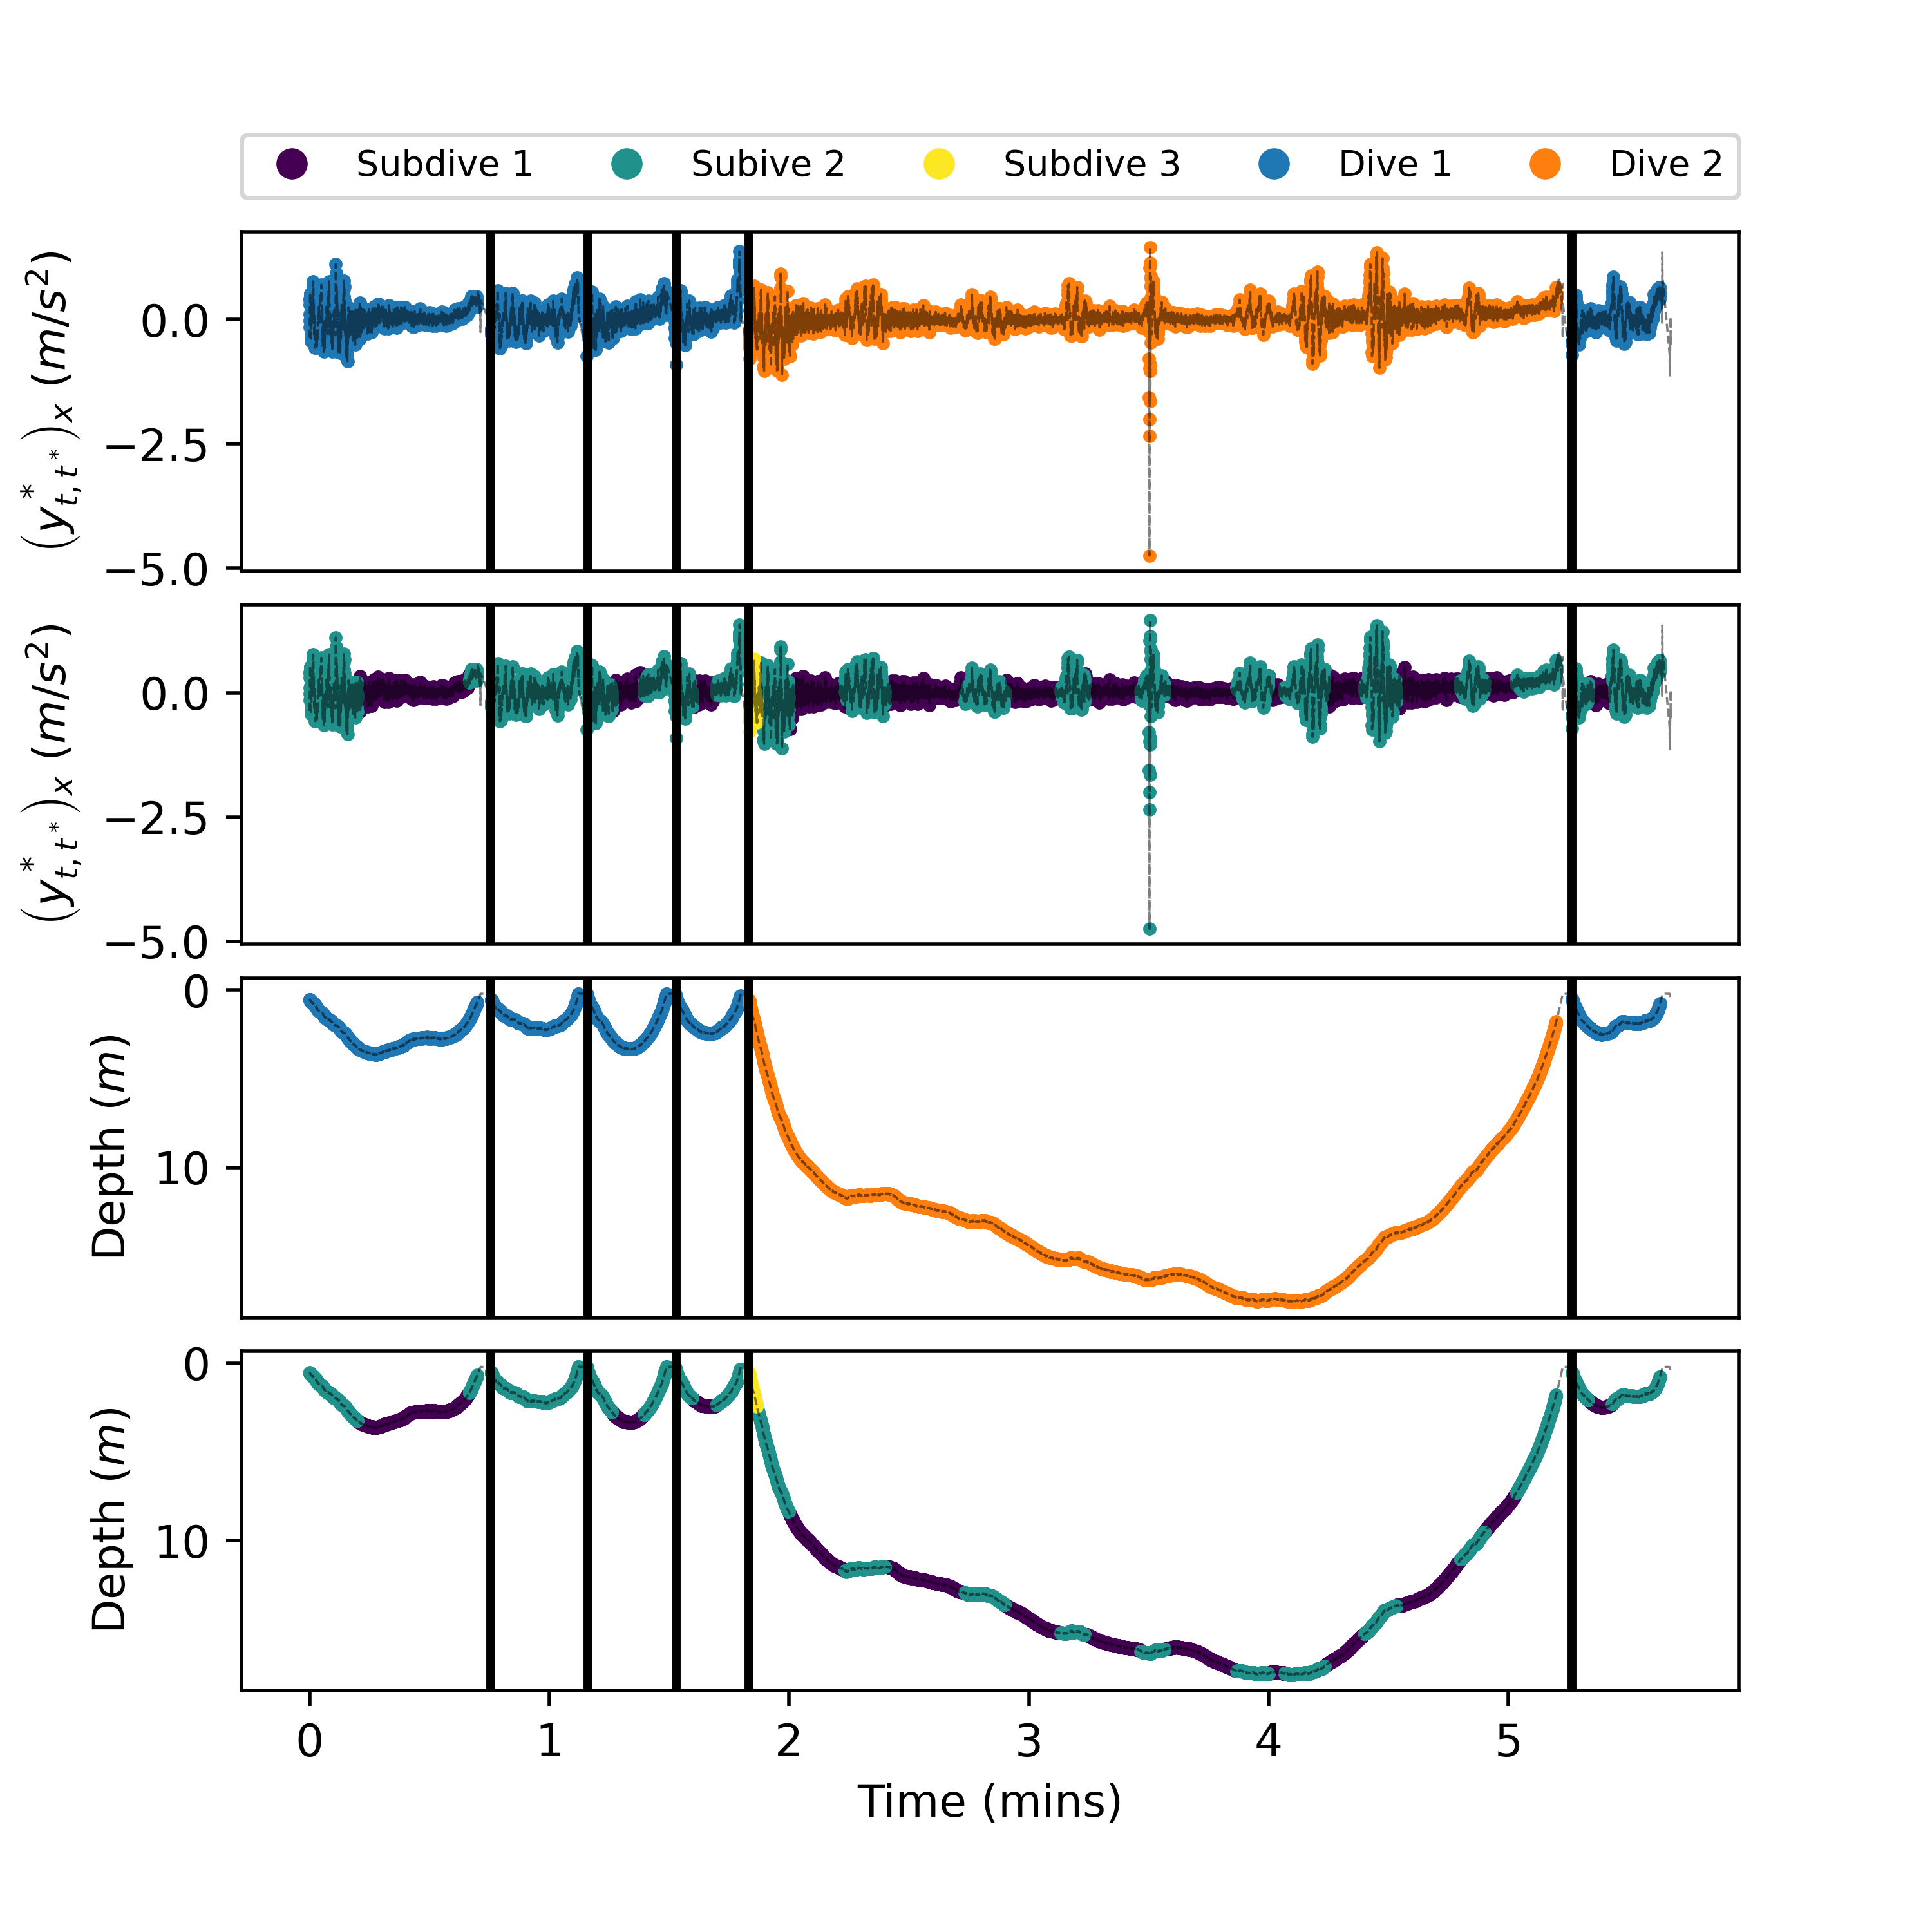 Subdive 1 Subive 2 Subdive 3 Dive 1 Dive 2
0.0
−2.5
−5.0
(y*t,t*)x (m/s²)
0.0
−2.5
−5.0
(y*t,t*)x (m/s²)
0
10
Depth (m)
0
10
Depth (m)
0 1 2 3 4 5
Time (mins)